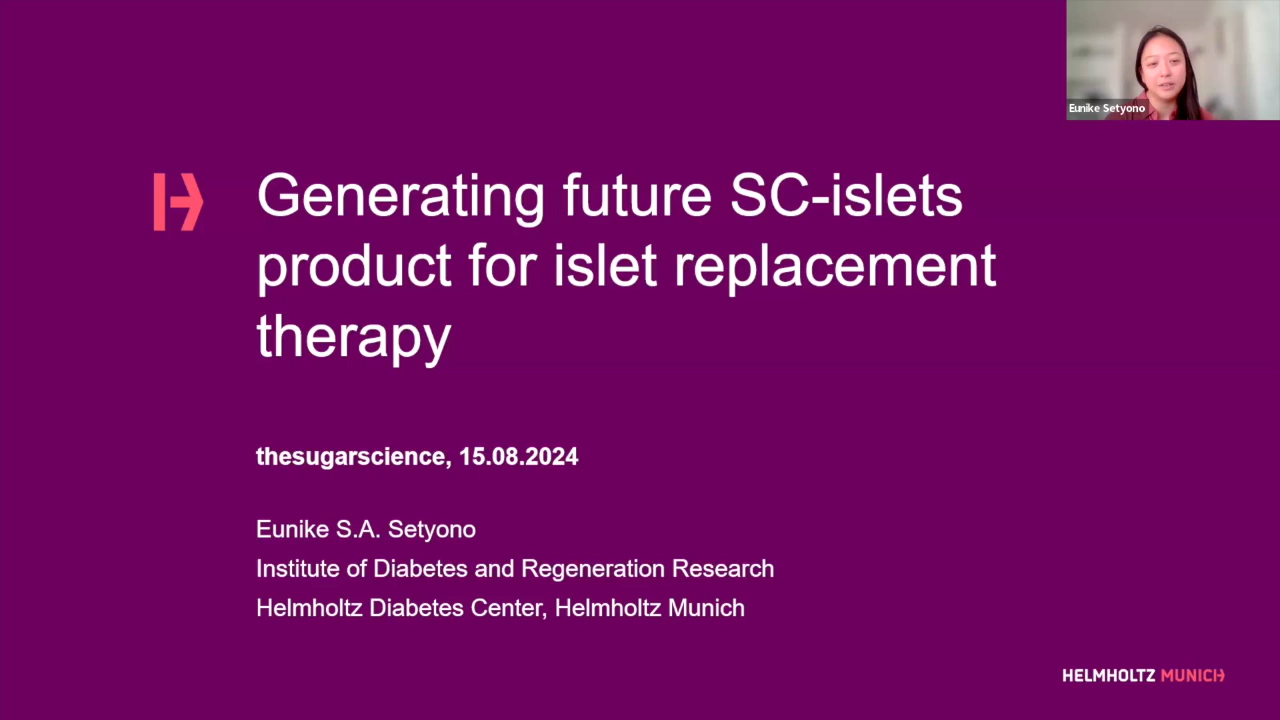 Eunike Setyono
Generating future SC-islets
product for islet replacement
therapy
thesugarscience, 15.08.2024
Eunike S.A. Setyono
Institute of Diabetes and Regeneration Research
Helmholtz Diabetes Center, Helmholtz Munich
HELMHOLTZ MUNICH